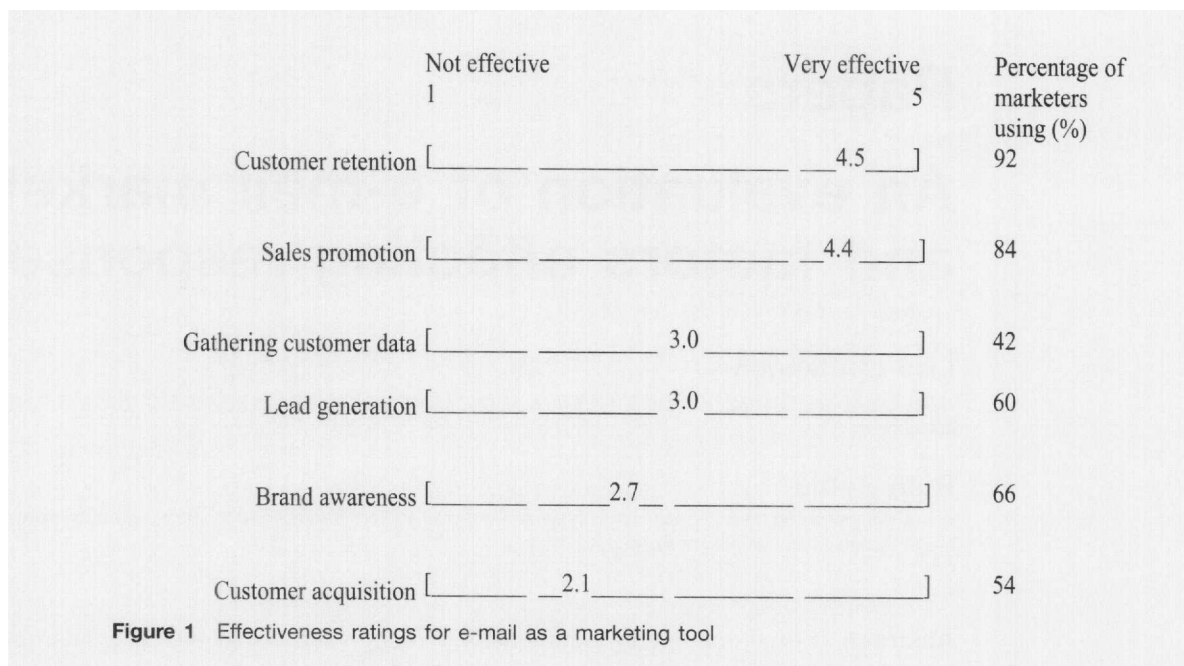 Not effective Very effective Percentage of
1 5 marketers
using (%)
Customer retention [ 4.5 ] 92
Sales promotion [ 4.4 ] 84
Gathering customer data [ 3.0 ] 42
Lead generation [ 3.0 ] 60
Brand awareness [ 2.7 ] 66
Customer acquisition [ 2.1 ] 54
Figure 1 Effectiveness ratings for e-mail as a marketing tool